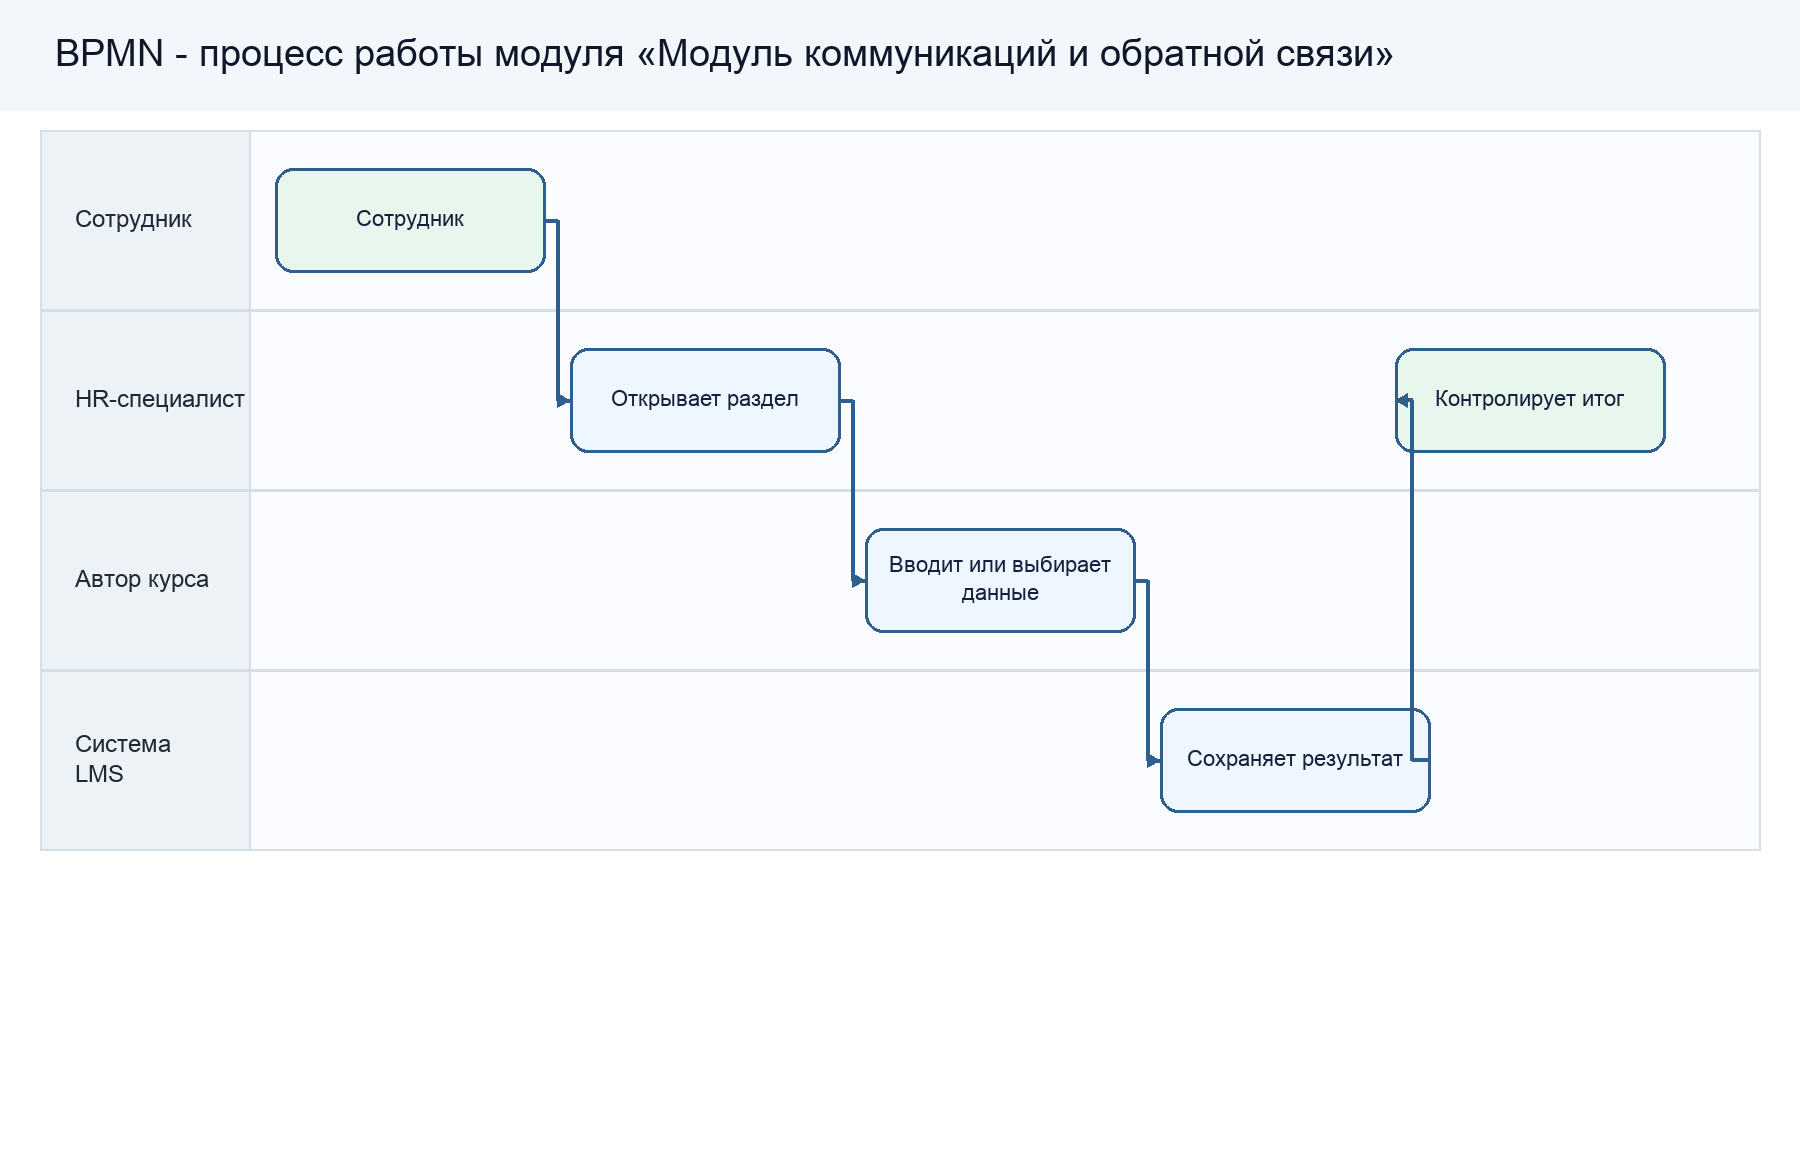 BPMN - процесс работы модуля «Модуль коммуникаций и обратной связи»
Сотрудник
Сотрудник
HR-специалист
Открывает раздел
Контролирует итог
Автор курса
Вводит или выбирает
данные
Система
LMS
Сохраняет результат